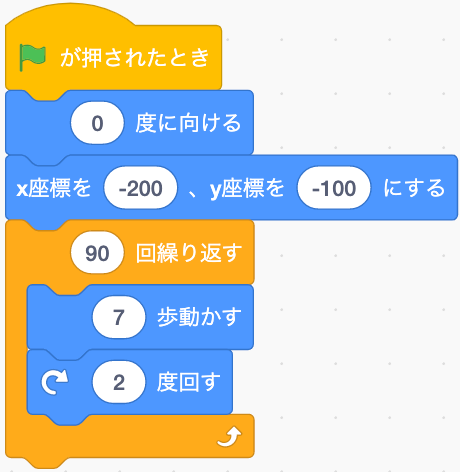 が押されたとき
0 度に向ける
x座標を -200 、y座標を -100 にする
90 回繰り返す
7 歩動かす
2 度回す